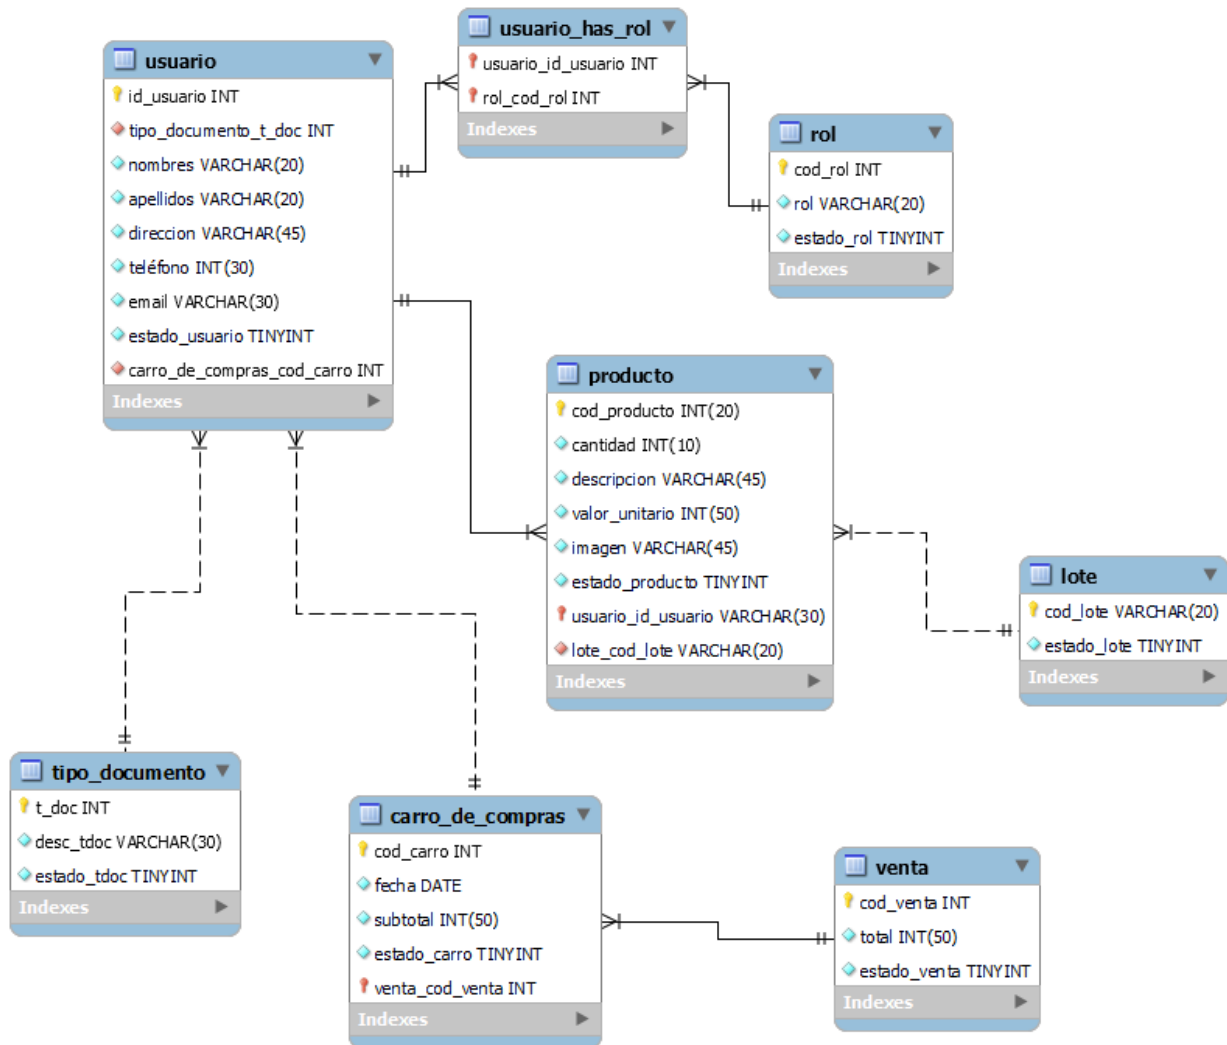 usuario
id_usuario INT
tipo_documento_t_doc INT
nombres VARCHAR(20)
apellidos VARCHAR(20)
direccion VARCHAR(45)
teléfono INT(30)
email VARCHAR(30)
estado_usuario TINYINT
carro_de_compras_cod_carro INT
Indexes
usuario_has_rol
usuario_id_usuario INT
rol_cod_rol INT
Indexes
rol
cod_rol INT
rol VARCHAR(20)
estado_rol TINYINT
Indexes
producto
cod_producto INT(20)
cantidad INT(10)
descripcion VARCHAR(45)
valor_unitario INT(50)
imagen VARCHAR(45)
estado_producto TINYINT
usuario_id_usuario VARCHAR(30)
lote_cod_lote VARCHAR(20)
Indexes
lote
cod_lote VARCHAR(20)
estado_lote TINYINT
Indexes
tipo_documento
t_doc INT
desc_tdoc VARCHAR(30)
estado_tdoc TINYINT
Indexes
carro_de_compras
cod_carro INT
fecha DATE
subtotal INT(50)
estado_carro TINYINT
venta_cod_venta INT
Indexes
venta
cod_venta INT
total INT(50)
estado_venta TINYINT
Indexes